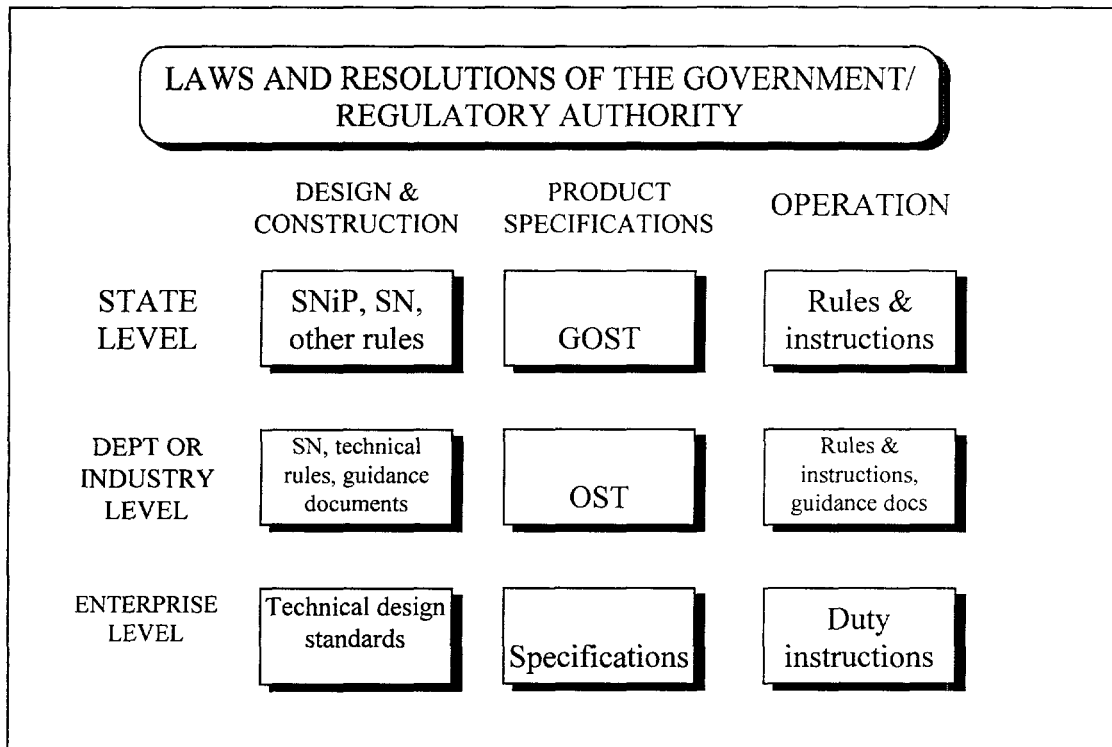 LAWS AND RESOLUTIONS OF THE GOVERNMENT/
REGULATORY AUTHORITY
DESIGN &
CONSTRUCTION
PRODUCT
SPECIFICATIONS
OPERATION
STATE
LEVEL
SNiP, SN,
other rules
GOST
Rules &
instructions
DEPT OR
INDUSTRY
LEVEL
SN, technical
rules, guidance
documents
OST
Rules &
instructions,
guidance docs
ENTERPRISE
LEVEL
Technical design
standards
Specifications
Duty
instructions